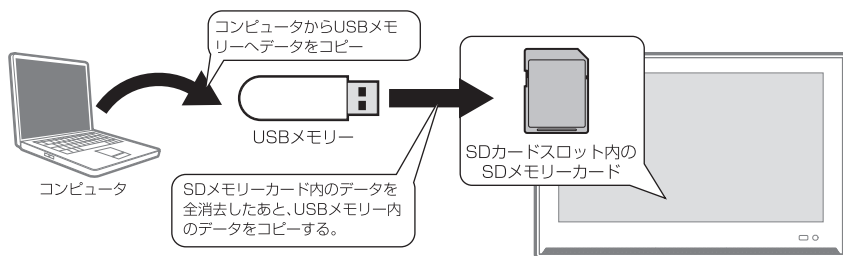 コンピュータからUSBメモ
リーへデータをコピー
コンピュータ
USBメモリー
SDメモリーカード内のデータを
全消去したあと、USBメモリー内
のデータをコピーする。
SDカードスロット内の
SDメモリーカード